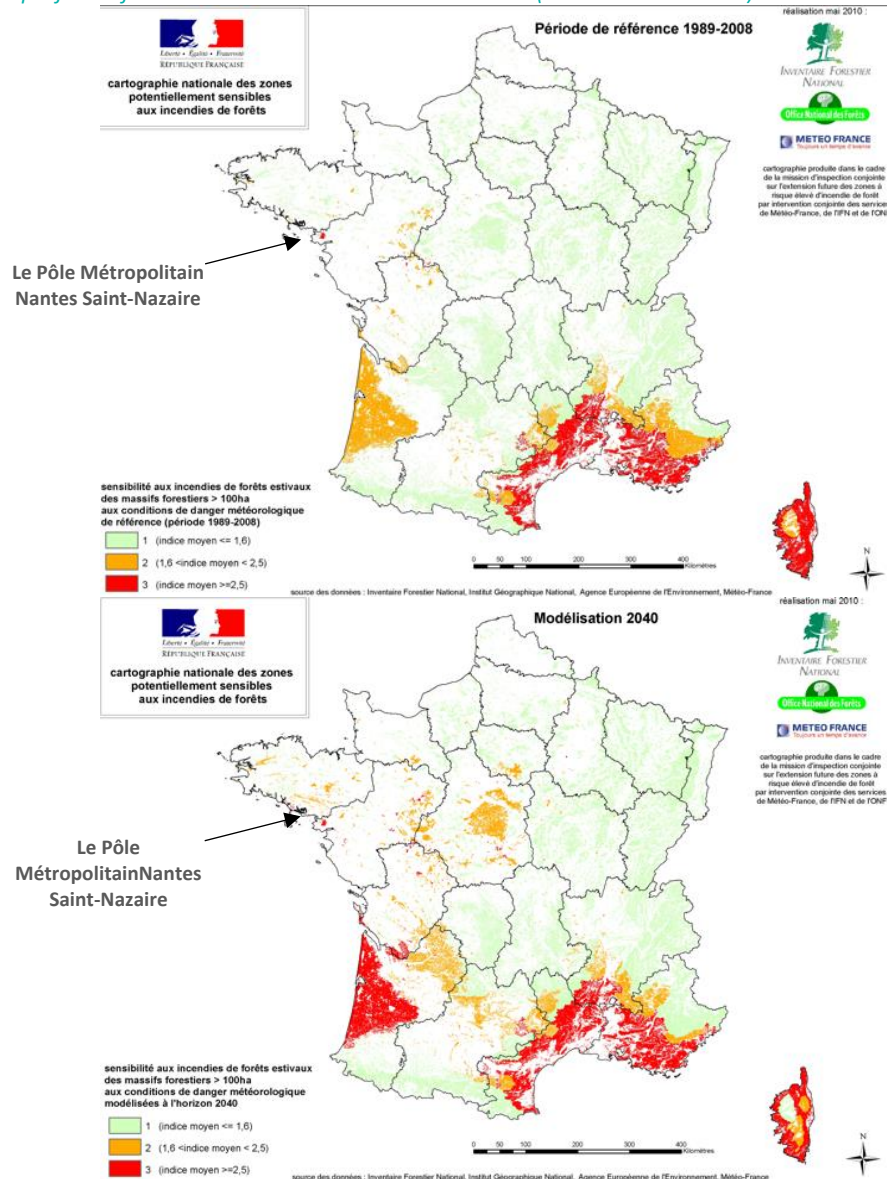 Période de référence 1989-2008
réalisation mai 2010 :
Liberté • Égalité • Fraternité
RÉPUBLIQUE FRANÇAISE
cartographie nationale des zones
potentiellement sensibles
aux incendies de forêts
INVENTAIRE FORESTIER
NATIONAL
Office National des Forêts
METEO FRANCE
Toujours un temps d'avance
cartographie produite dans le cadre
de la mission d'inspection conjointe
sur l'extension future des zones à
risque élevé d'incendie de forêt
par intervention conjointe des services
de Météo-France, de l'IFN et de l'ONF
Le Pôle Métropolitain
Nantes Saint-Nazaire
sensibilité aux incendies de forêts estivaux
des massifs forestiers > 100ha
aux conditions de danger météorologique
de référence (période 1989-2008)
1 (indice moyen <= 1,6)
2 (1,6 <indice moyen < 2,5)
3 (indice moyen >=2,5)
0 50 100 200 300 400
Kilomètres
N
source des données : Inventaire Forestier National, Institut Géographique National, Agence Européenne de l'Environnement, Météo-France
Modélisation 2040
réalisation mai 2010 :
Liberté • Égalité • Fraternité
RÉPUBLIQUE FRANÇAISE
cartographie nationale des zones
potentiellement sensibles
aux incendies de forêts
INVENTAIRE FORESTIER
NATIONAL
Office National des Forêts
METEO FRANCE
Toujours un temps d'avance
cartographie produite dans le cadre
de la mission d'inspection conjointe
sur l'extension future des zones à
risque élevé d'incendie de forêt
par intervention conjointe des services
de Météo-France, de l'IFN et de l'ONF
Le Pôle
MétropolitainNantes
Saint-Nazaire
sensibilité aux incendies de forêts estivaux
des massifs forestiers > 100ha
aux conditions de danger météorologique
modélisées à l'horizon 2040
1 (indice moyen <= 1,6)
2 (1,6 <indice moyen < 2,5)
3 (indice moyen >=2,5)
0 50 100 200 300 400
Kilomètres
N
source des données : Inventaire Forestier National, Institut Géographique National, Agence Européenne de l'Environnement, Météo-France